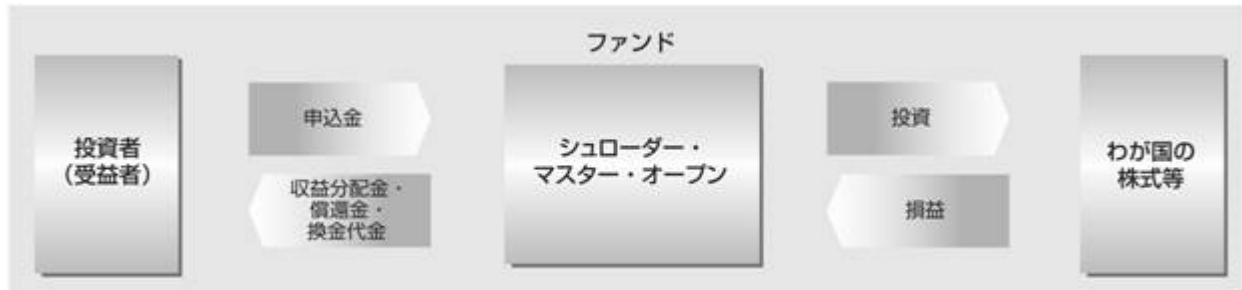 ファンド
投資者
（受益者）
申込金
収益分配金・
償還金・
換金代金
シュローダー・
マスター・オープン
投資
損益
わが国の
株式等